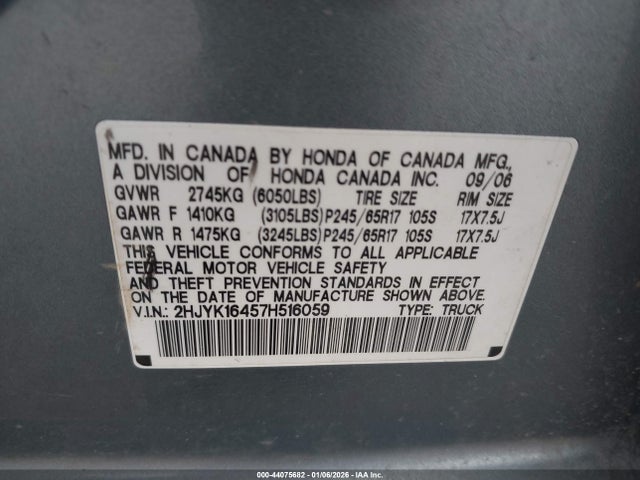 MFD. IN CANADA BY HONDA OF CANADA MFG.,
A DIVISION OF HONDA CANADA INC. 09/06
GVWR 2745KG (6050LBS) TIRE SIZE RIM SIZE
GAWR F 1410KG (3105LBS) P245/65R17 105S 17X7.5J
GAWR R 1475KG (3245LBS) P245/65R17 105S 17X7.5J
THIS VEHICLE CONFORMS TO ALL APPLICABLE
FEDERAL MOTOR VEHICLE SAFETY
AND THEFT PREVENTION STANDARDS IN EFFECT
ON THE DATE OF MANUFACTURE SHOWN ABOVE.
V.I.N.: 2HJYK16457H516059 TYPE: TRUCK
000-44075682 - 01/06/2026 - IAA Inc.